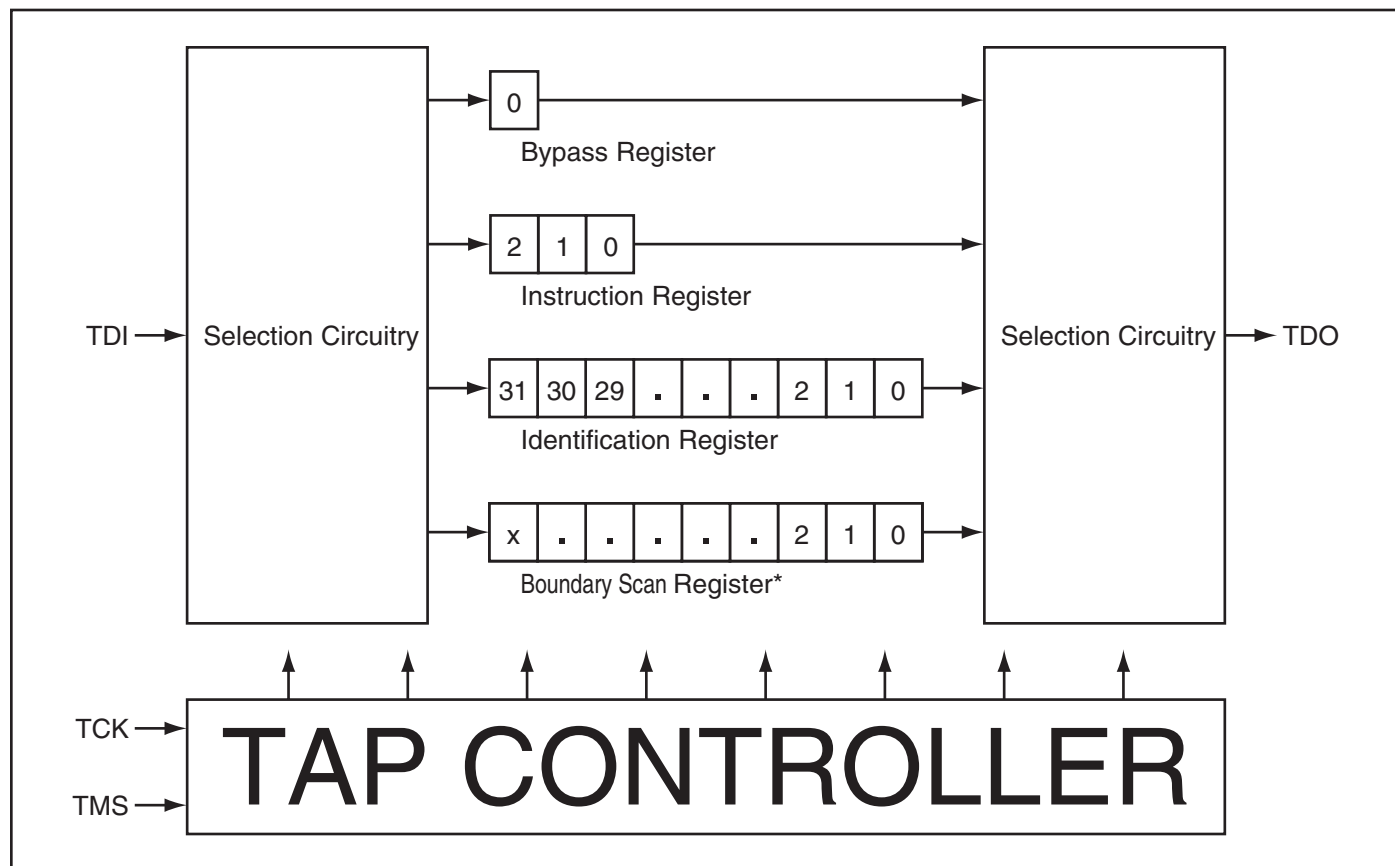 0
Bypass Register
2 1 0
Instruction Register
TDI
Selection Circuitry
Selection Circuitry
TDO
31 30 29 . . . 2 1 0
Identification Register
x . . . . . 2 1 0
Boundary Scan Register*
TCK
TAP CONTROLLER
TMS